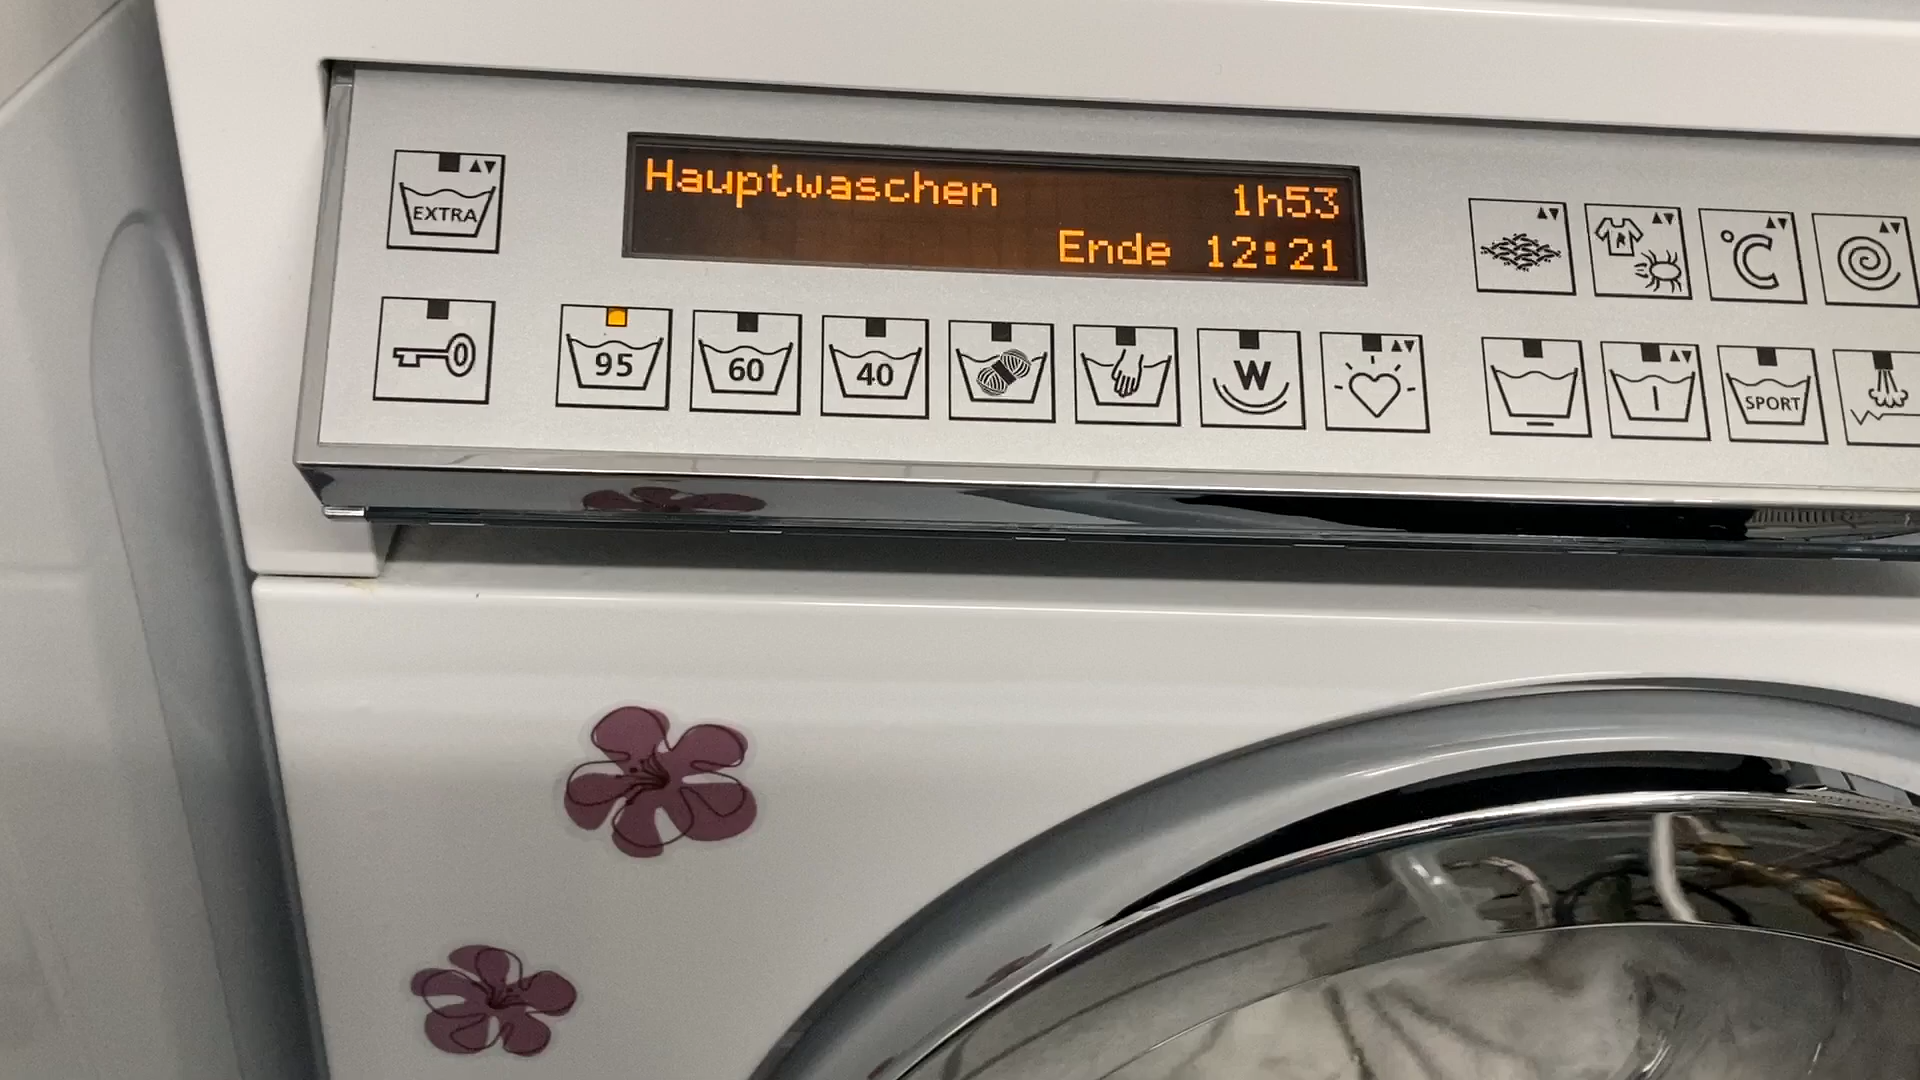 EXTRA
Hauptwaschen 1h53
Ende 12:21
°C
95 60 40 W I SPORT